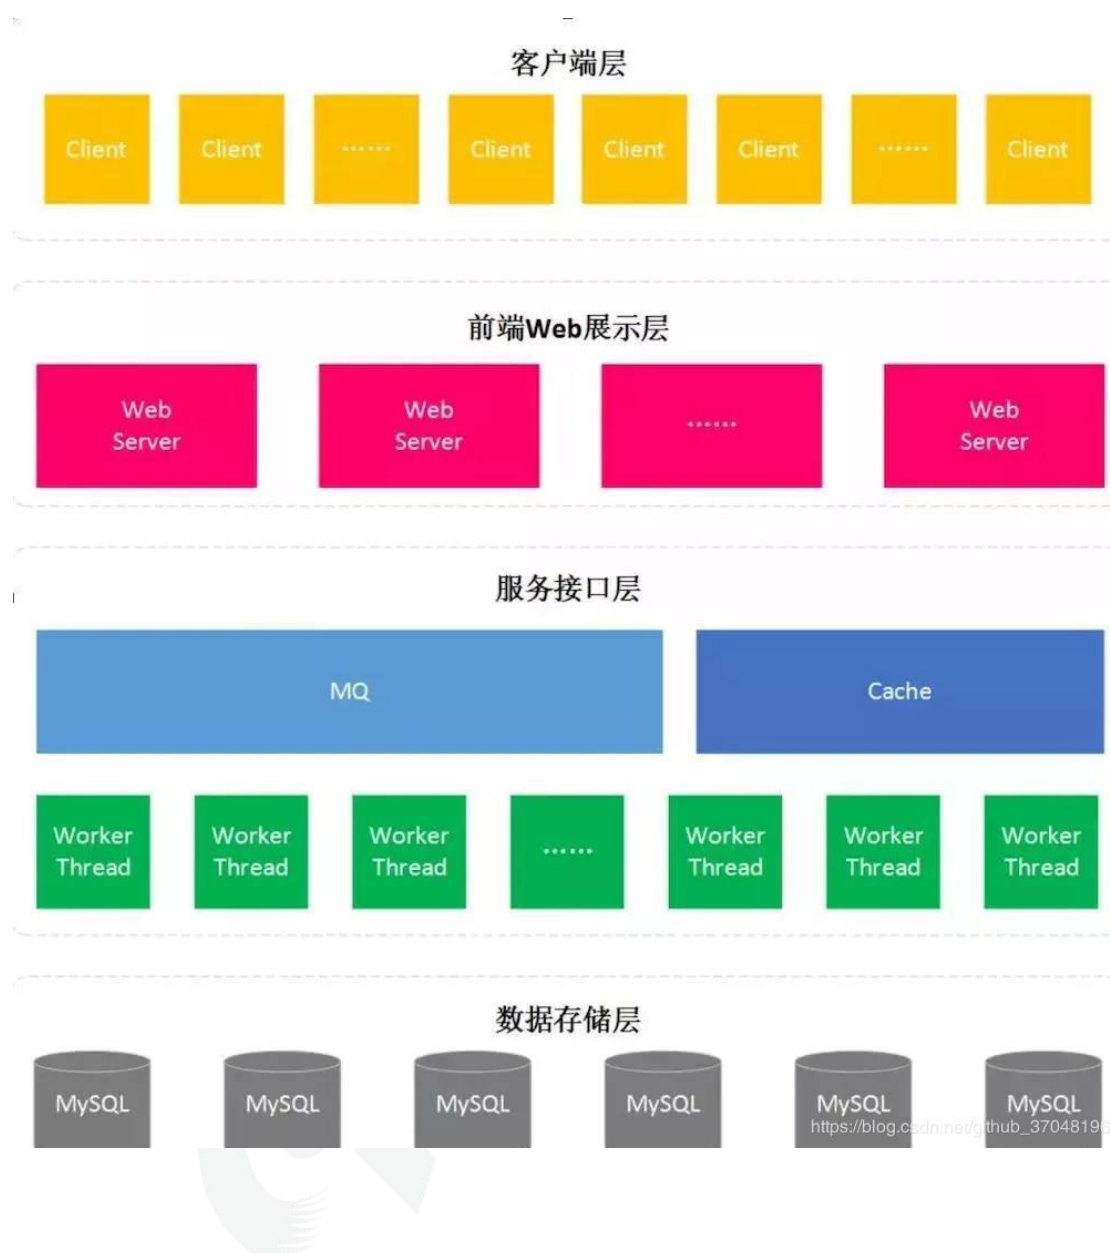 客户端层
Client Client ...... Client Client Client ...... Client
前端Web展示层
Web Web Web
Server Server ...... Server
服务接口层
MQ Cache
Worker Worker Worker Worker Worker Worker
Thread Thread Thread ...... Thread Thread Thread
数据存储层
MySQL MySQL MySQL MySQL MySQL MySQL
https://blog.csdn.net/github_37048196